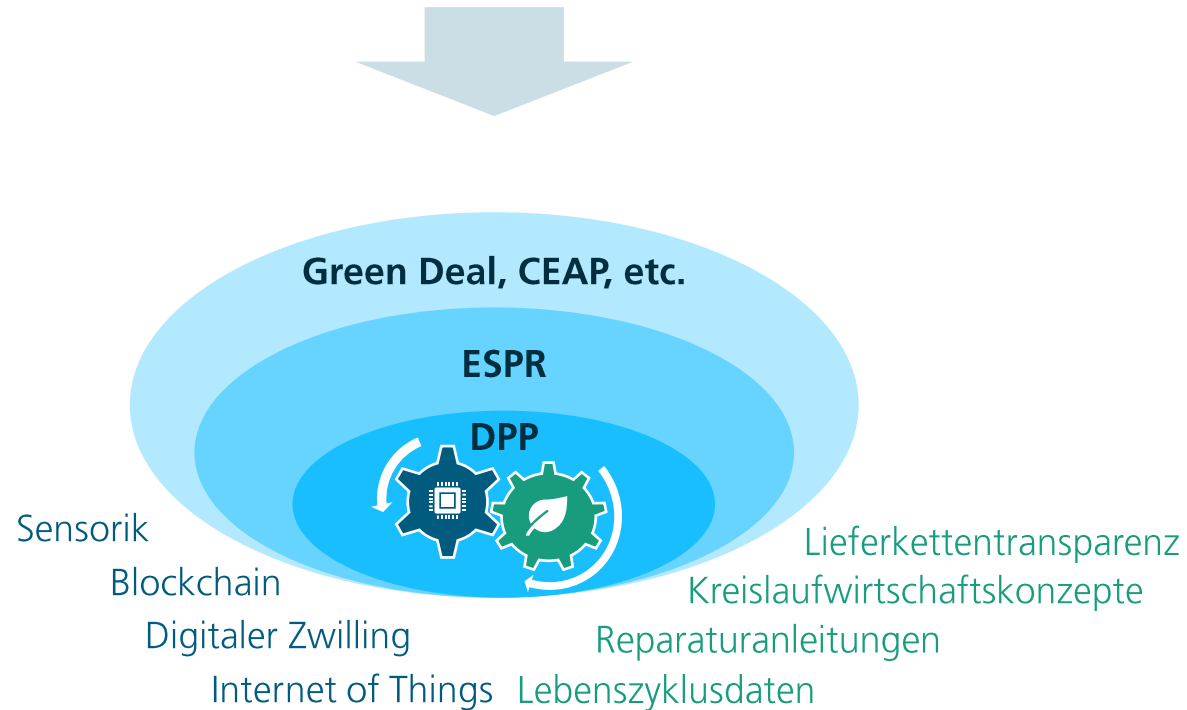 Green Deal, CEAP, etc.
ESPR
DPP
Sensorik
Blockchain
Digitaler Zwilling
Internet of Things
Lieferkettentransparenz
Kreislaufwirtschaftskonzepte
Reparaturanleitungen
Lebenszyklusdaten